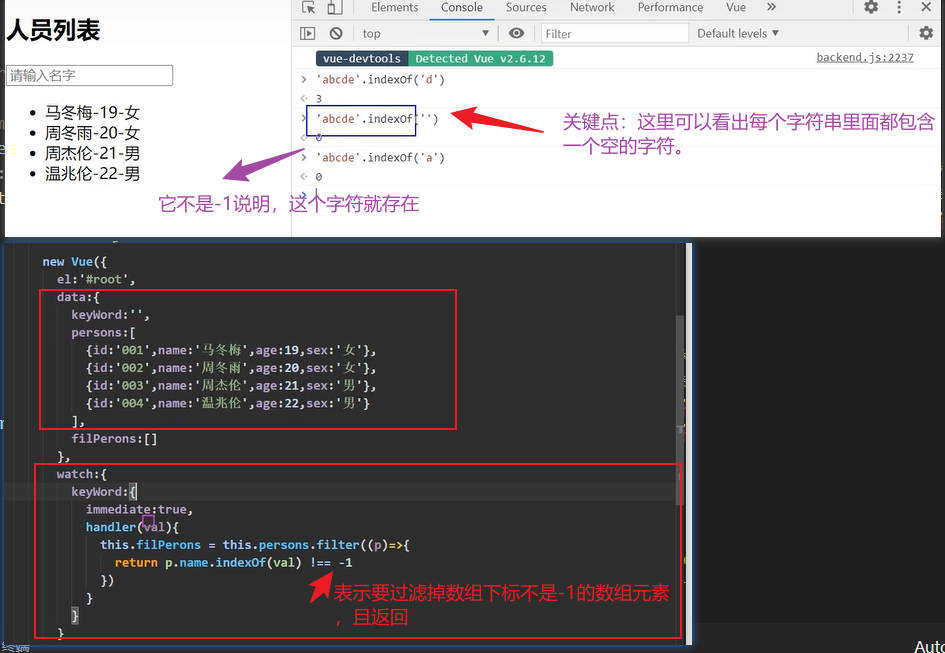 人员列表
请输入名字
马冬梅-19-女
周冬雨-20-女
周杰伦-21-男
温兆伦-22-男
Elements Console Sources Network Performance Vue »
top Filter Default levels ▼
vue-devtools Detected Vue v2.6.12 backend.js:2237
> 'abcde'.indexOf('d')
< 3
> 'abcde'.indexOf('')
< 0
> 'abcde'.indexOf('a')
< 0
>
关键点：这里可以看出每个字符串里面都包含
一个空的字符。
它不是-1说明，这个字符就存在
new Vue({
el:'#root',
data:{
keyWord:'',
persons:[
{id:'001',name:'马冬梅',age:19,sex:'女'},
{id:'002',name:'周冬雨',age:20,sex:'女'},
{id:'003',name:'周杰伦',age:21,sex:'男'},
{id:'004',name:'温兆伦',age:22,sex:'男'}
],
filPerons:[]
},
watch:{
keyWord:{
immediate:true,
handler(val){
this.filPerons = this.persons.filter((p)=>{
return p.name.indexOf(val) !== -1
})
}
}
}
表示要过滤掉数组下标不是-1的数组元素
，且返回
终端
Auto